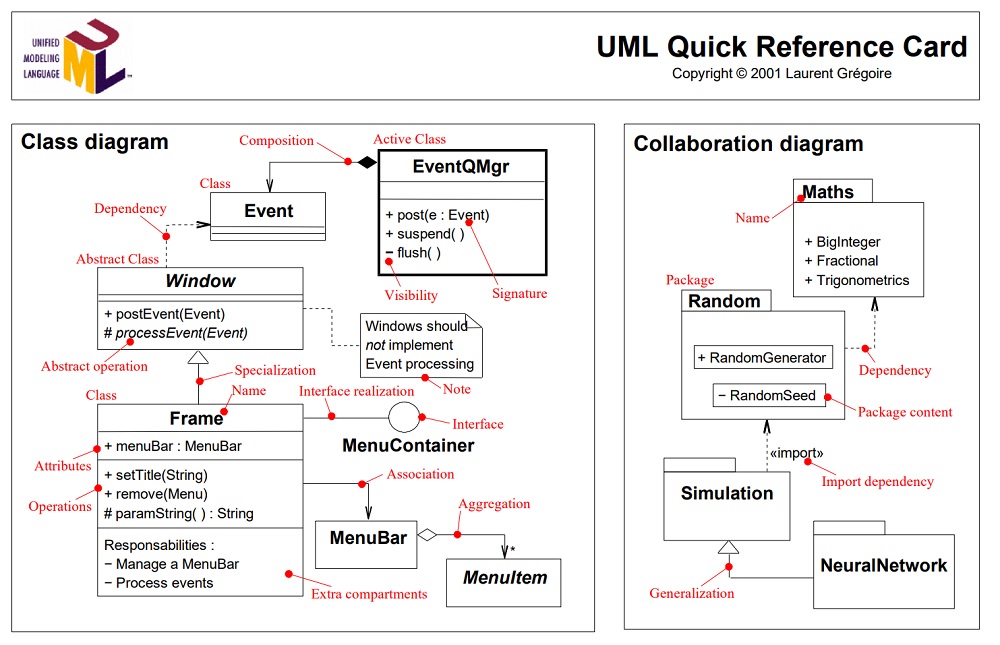 UNIFIED
MODELING
LANGUAGE
UML
™
UML Quick Reference Card
Copyright © 2001 Laurent Grégoire
Class diagram
Composition
Active Class
EventQMgr
+ post(e : Event)
+ suspend( )
− flush( )
Visibility
Signature
Class
Event
Dependency
Abstract Class
Window
+ postEvent(Event)
# processEvent(Event)
Abstract operation
Windows should
not implement
Event processing
Note
Specialization
Name
Class
Frame
+ menuBar : MenuBar
+ setTitle(String)
+ remove(Menu)
# paramString( ) : String
Responsabilities :
− Manage a MenuBar
− Process events
Attributes
Operations
Extra compartments
Interface realization
Interface
MenuContainer
Association
MenuBar
Aggregation
*
MenuItem
Collaboration diagram
Maths
Name
+ BigInteger
+ Fractional
+ Trigonometrics
Package
Random
+ RandomGenerator
− RandomSeed
Dependency
Package content
«import»
Import dependency
Simulation
NeuralNetwork
Generalization